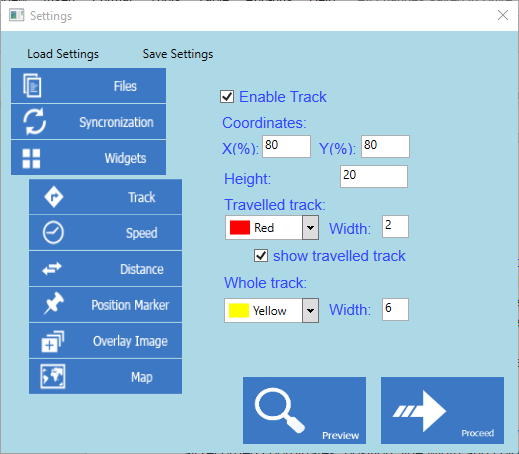 Settings
Load Settings
Save Settings
Files
Syncronization
Widgets
Track
Speed
Distance
Position Marker
Overlay Image
Map
Enable Track
Coordinates:
X(%): 80 Y(%): 80
Height: 20
Travelled track:
Red Width: 2
show travelled track
Whole track:
Yellow Width: 6
Preview
Proceed